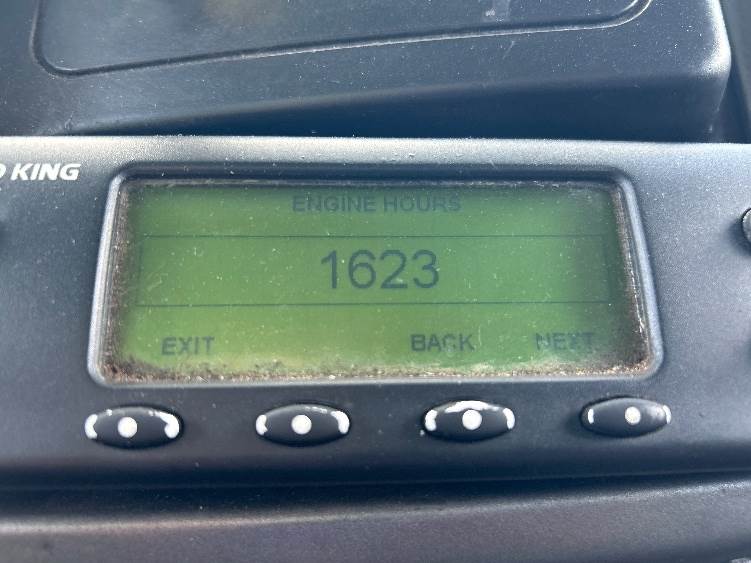 KING
ENGINE HOURS
1623
EXIT BACK NEXT